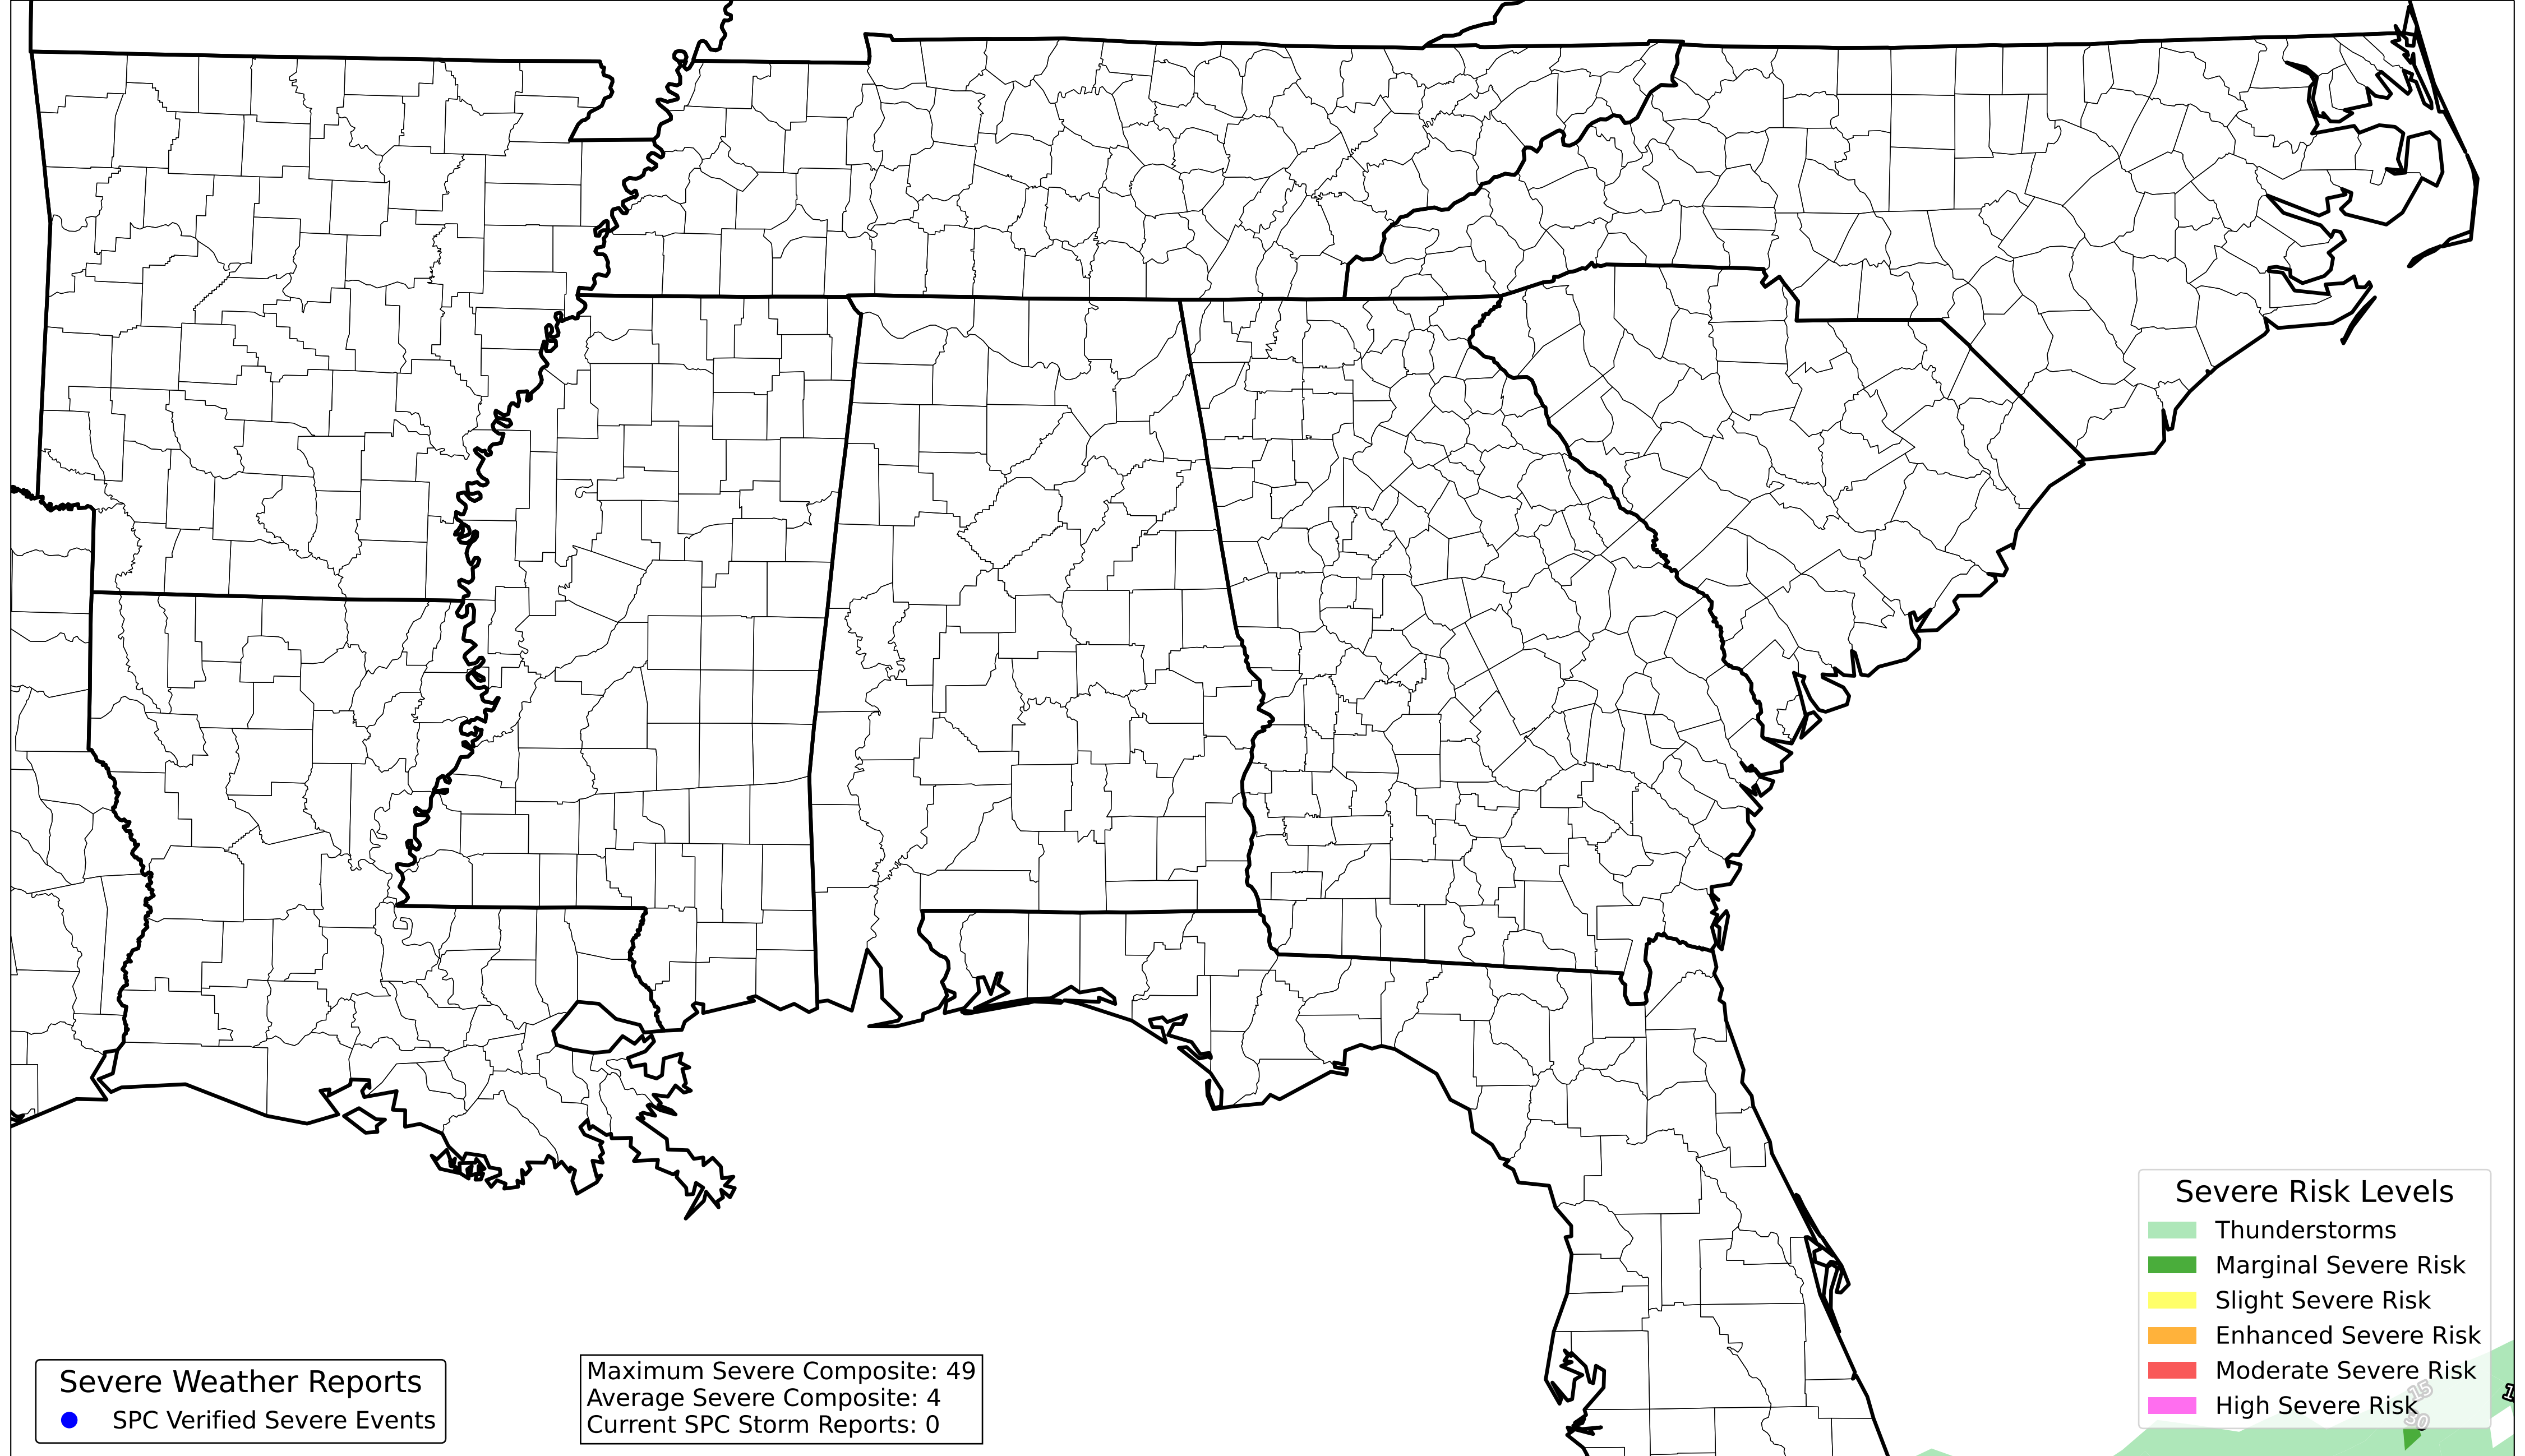 Severe Risk Levels
Thunderstorms
Marginal Severe Risk
Slight Severe Risk
Enhanced Severe Risk
Moderate Severe Risk
High Severe Risk
15
30
Severe Weather Reports
SPC Verified Severe Events
Maximum Severe Composite: 49
Average Severe Composite: 4
Current SPC Storm Reports: 0